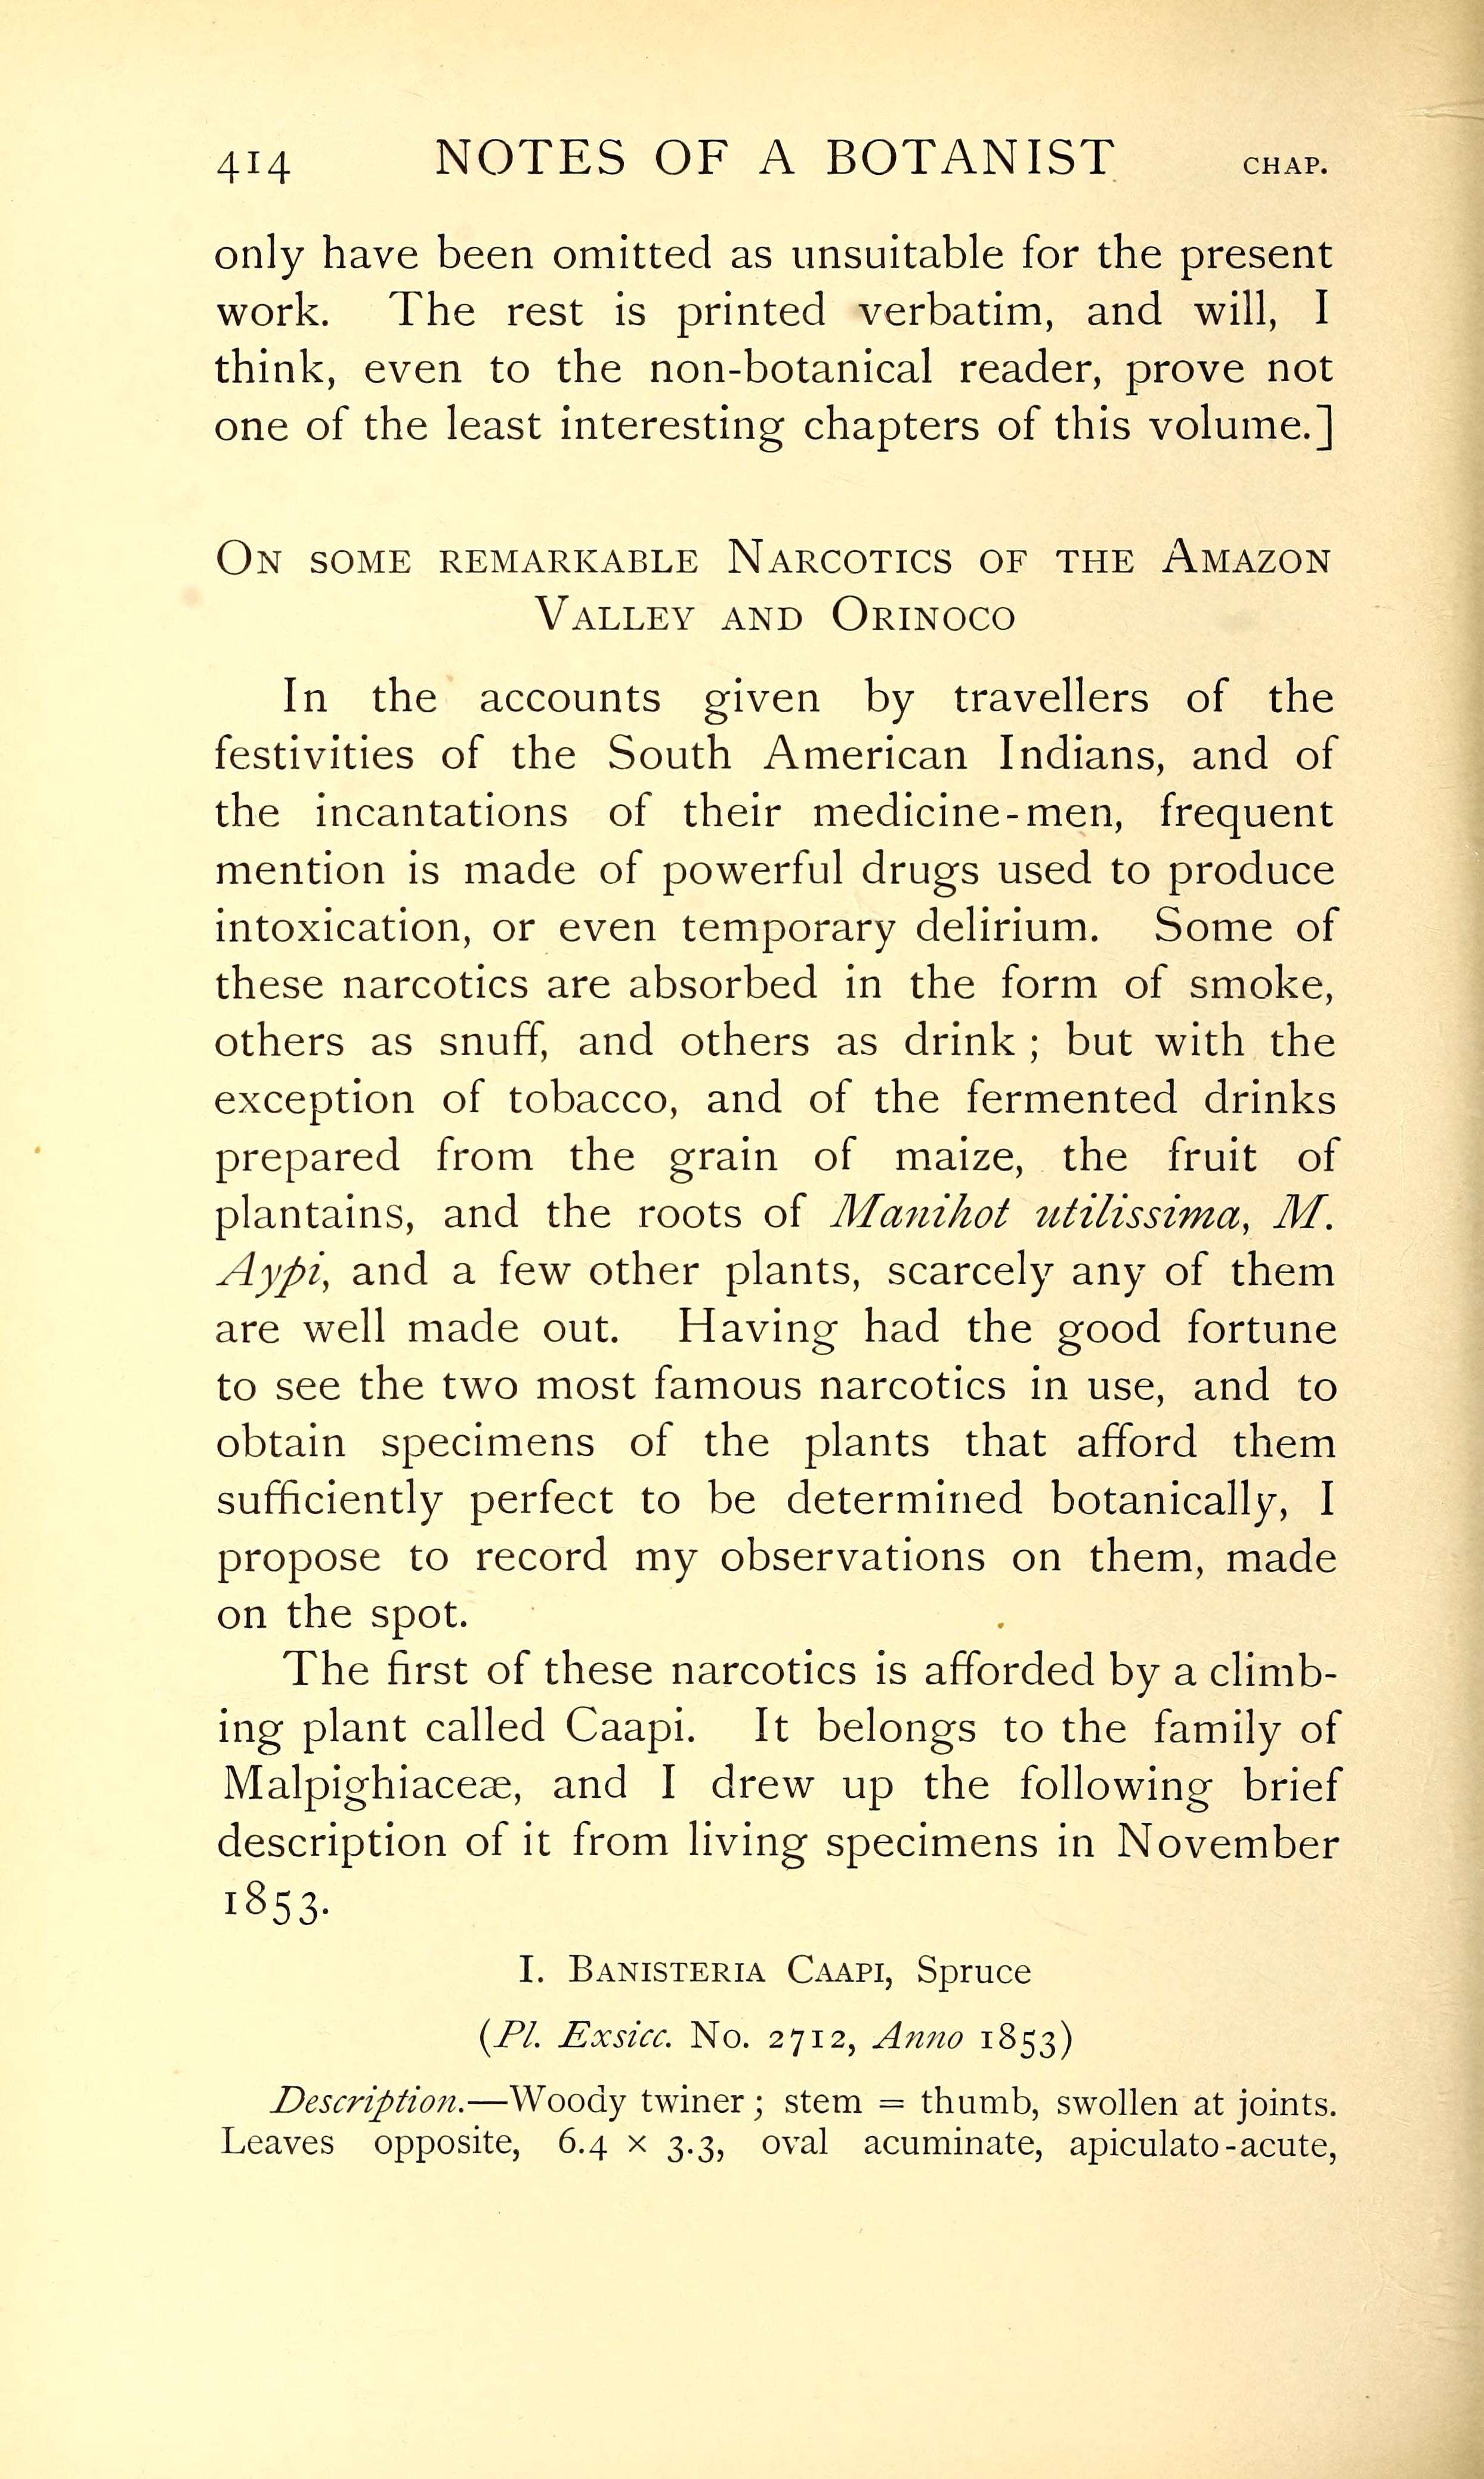 414 NOTES OF A BOTANIST CHAP.
only have been omitted as unsuitable for the present
work. The rest is printed verbatim, and will, I
think, even to the non-botanical reader, prove not
one of the least interesting chapters of this volume.]
On some remarkable Narcotics of the Amazon
Valley and Orinoco
In the accounts given by travellers of the
festivities of the South American Indians, and of
the incantations of their medicine-men, frequent
mention is made of powerful drugs used to produce
intoxication, or even temporary delirium. Some of
these narcotics are absorbed in the form of smoke,
others as snuff, and others as drink; but with the
exception of tobacco, and of the fermented drinks
prepared from the grain of maize, the fruit of
plantains, and the roots of Manihot utilissima, M.
Aypi, and a few other plants, scarcely any of them
are well made out. Having had the good fortune
to see the two most famous narcotics in use, and to
obtain specimens of the plants that afford them
sufficiently perfect to be determined botanically, I
propose to record my observations on them, made
on the spot.
The first of these narcotics is afforded by a climb-
ing plant called Caapi. It belongs to the family of
Malpighiaceæ, and I drew up the following brief
description of it from living specimens in November
1853.
I. Banisteria Caapi, Spruce
(Pl. Exsicc. No. 2712, Anno 1853)
Description.—Woody twiner; stem = thumb, swollen at joints.
Leaves opposite, 6.4 × 3.3, oval acuminate, apiculato-acute,